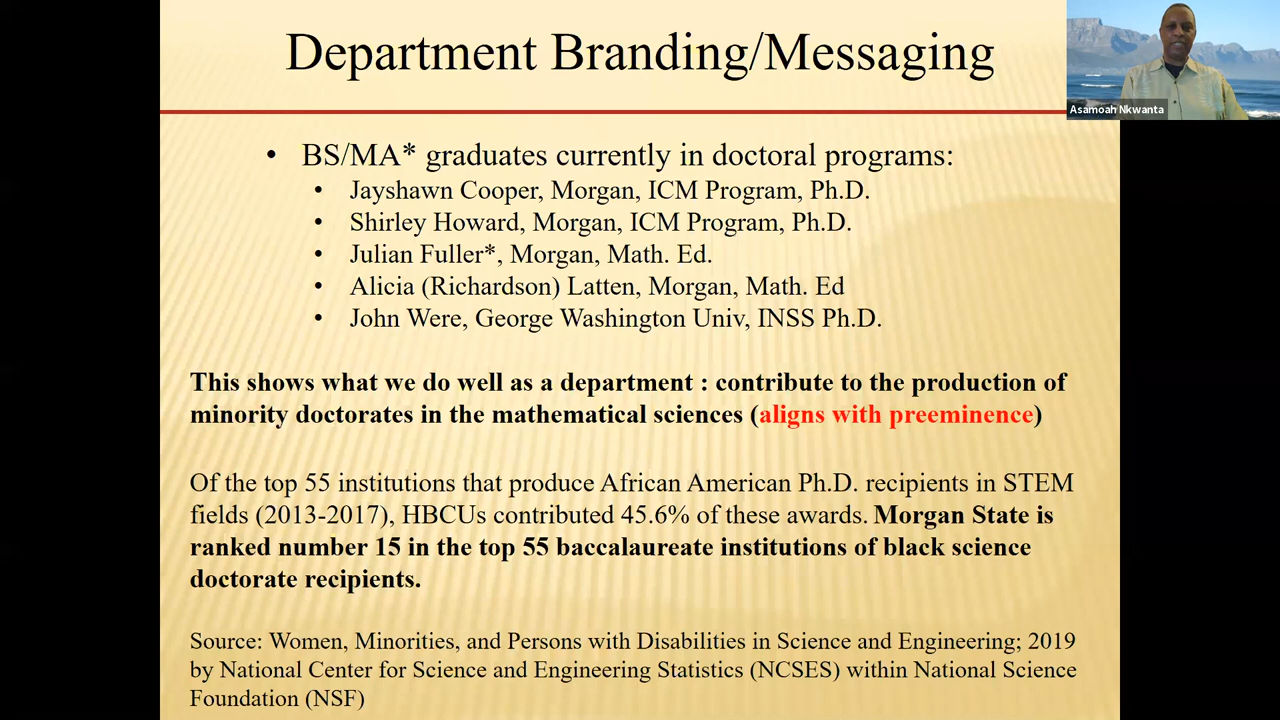 Department Branding/Messaging
Asamoah Nkwanta
• BS/MA* graduates currently in doctoral programs:
• Jayshawn Cooper, Morgan, ICM Program, Ph.D.
• Shirley Howard, Morgan, ICM Program, Ph.D.
• Julian Fuller*, Morgan, Math. Ed.
• Alicia (Richardson) Latten, Morgan, Math. Ed
• John Were, George Washington Univ, INSS Ph.D.
This shows what we do well as a department : contribute to the production of
minority doctorates in the mathematical sciences (aligns with preeminence)
Of the top 55 institutions that produce African American Ph.D. recipients in STEM
fields (2013-2017), HBCUs contributed 45.6% of these awards. Morgan State is
ranked number 15 in the top 55 baccalaureate institutions of black science
doctorate recipients.
Source: Women, Minorities, and Persons with Disabilities in Science and Engineering; 2019
by National Center for Science and Engineering Statistics (NCSES) within National Science
Foundation (NSF)